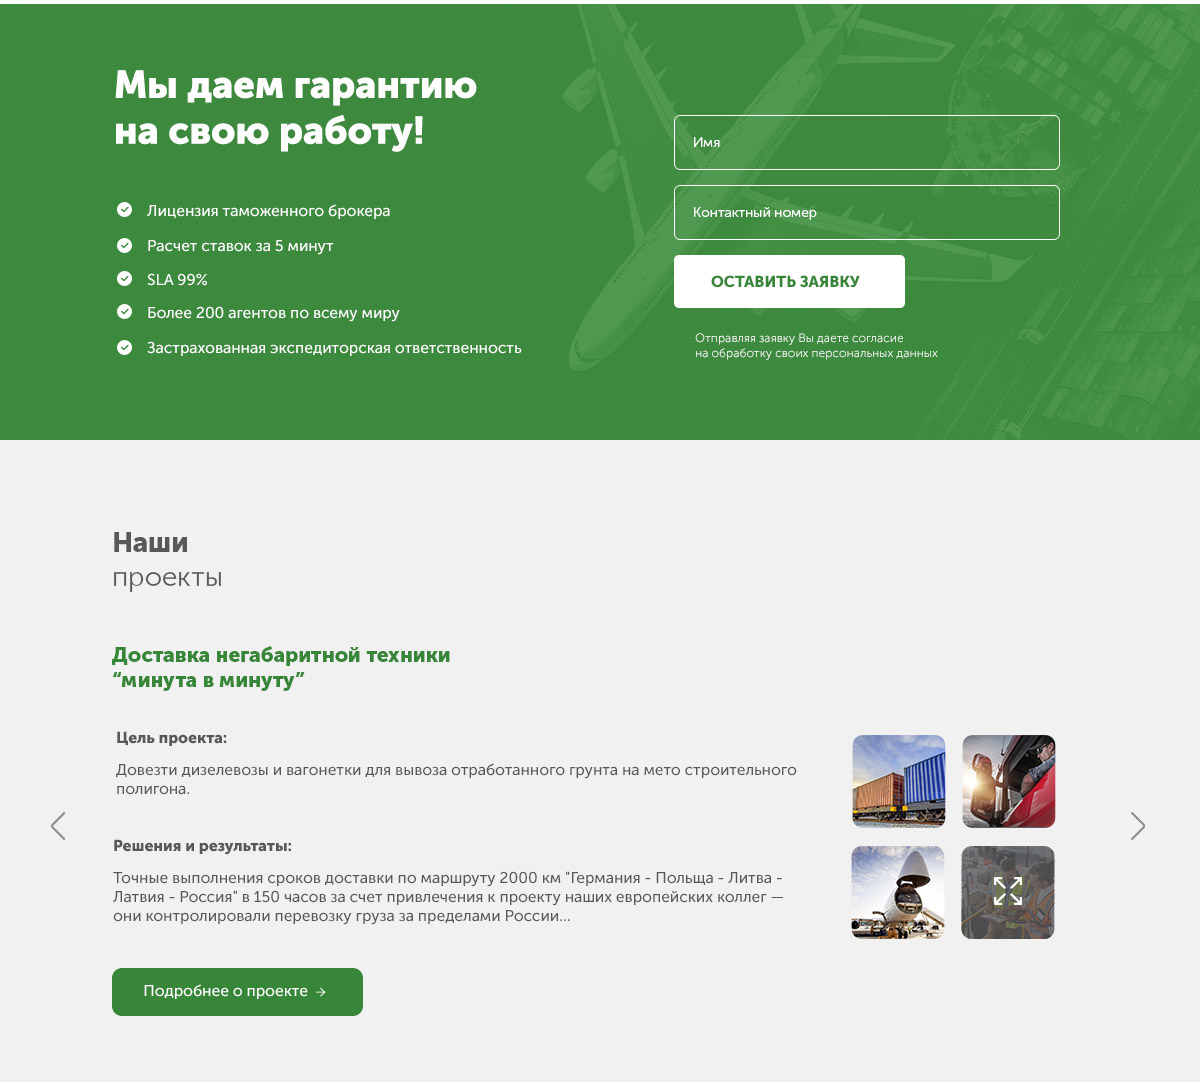 Мы даем гарантию
на свою работу!
Лицензия таможенного брокера
Расчет ставок за 5 минут
SLA 99%
Более 200 агентов по всему миру
Застрахованная экспедиторская ответственность
Имя
Контактный номер
ОСТАВИТЬ ЗАЯВКУ
Отправляя заявку Вы даете согласие
на обработку своих персональных данных
Наши
проекты
Доставка негабаритной техники
“минута в минуту”
Цель проекта:
Довезти дизелевозы и вагонетки для вывоза отработанного грунта на мето строительного
полигона.
Решения и результаты:
Точные выполнения сроков доставки по маршруту 2000 км "Германия - Польща - Литва -
Латвия - Россия" в 150 часов за счет привлечения к проекту наших европейских коллег —
они контролировали перевозку груза за пределами России...
Подробнее о проекте →